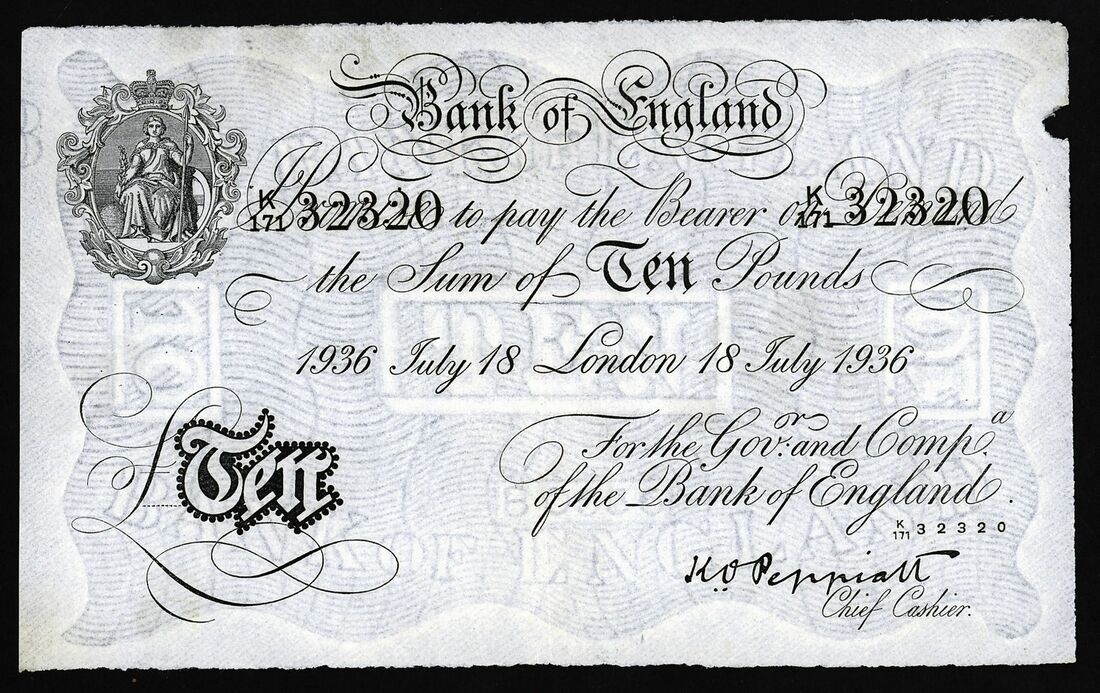 Bank of England
K/171 32320 to pay the Bearer on K/171 32320
the Sum of Ten Pounds
1936 July 18 London 18 July 1936
For the Govr: and Compa.
of the Bank of England.
£ Ten
K/171 32320
K.O. Peppiatt
Chief Cashier.